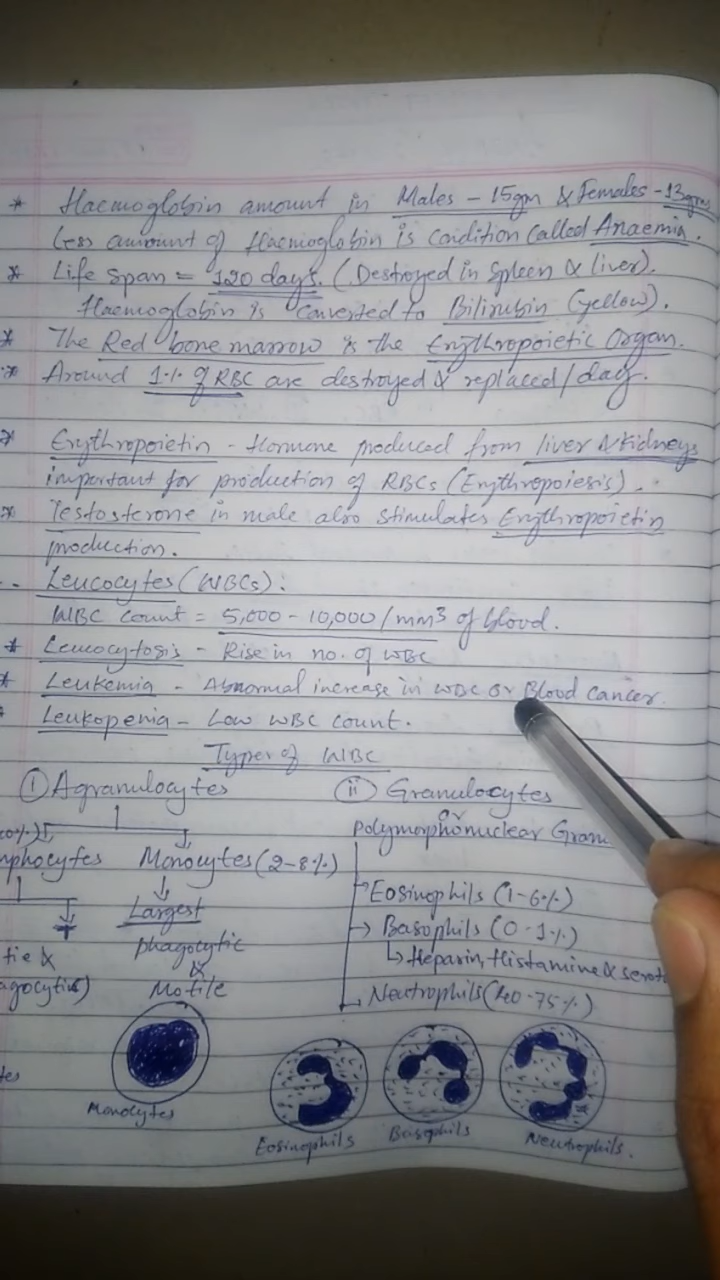 * Haemoglobin amount in Males - 15gm & Females - 13gms
Less amount of Haemoglobin is condition called Anaemia.
* Life span = 120 days. (Destroyed in Spleen & liver).
Haemoglobin is converted to Bilirubin (yellow).
* The Red bone marrow is the Erythropoietic Organ.
* Around 1% of RBC are destroyed & replaced/day.
* Erythropoietin - Hormone produced from liver & kidneys
important for production of RBCs (Erythropoiesis).
* Testosterone in male also stimulates Erythropoietin
production.
Leucocytes (WBCs):
WBC count = 5,000 - 10,000/mm³ of blood.
* Leucocytosis - Rise in no. of WBC
* Leukemia - Abnormal increase in WBC or Blood cancer.
* Leukopenia - Low WBC count.
Types of WBC
① Agranulocytes (ii) Granulocytes
or
Polymorphonuclear Granu
mphocytes Monocytes (2-8%)
Eosinophils (1-6%)
Largest
Basophils (0-1%)
phagocytic
Heparin, Histamine & serot
&
Motile
Neutrophils (40-75%)
agocytic)
Monocytes
Eosinophils Basophils Neutrophils.